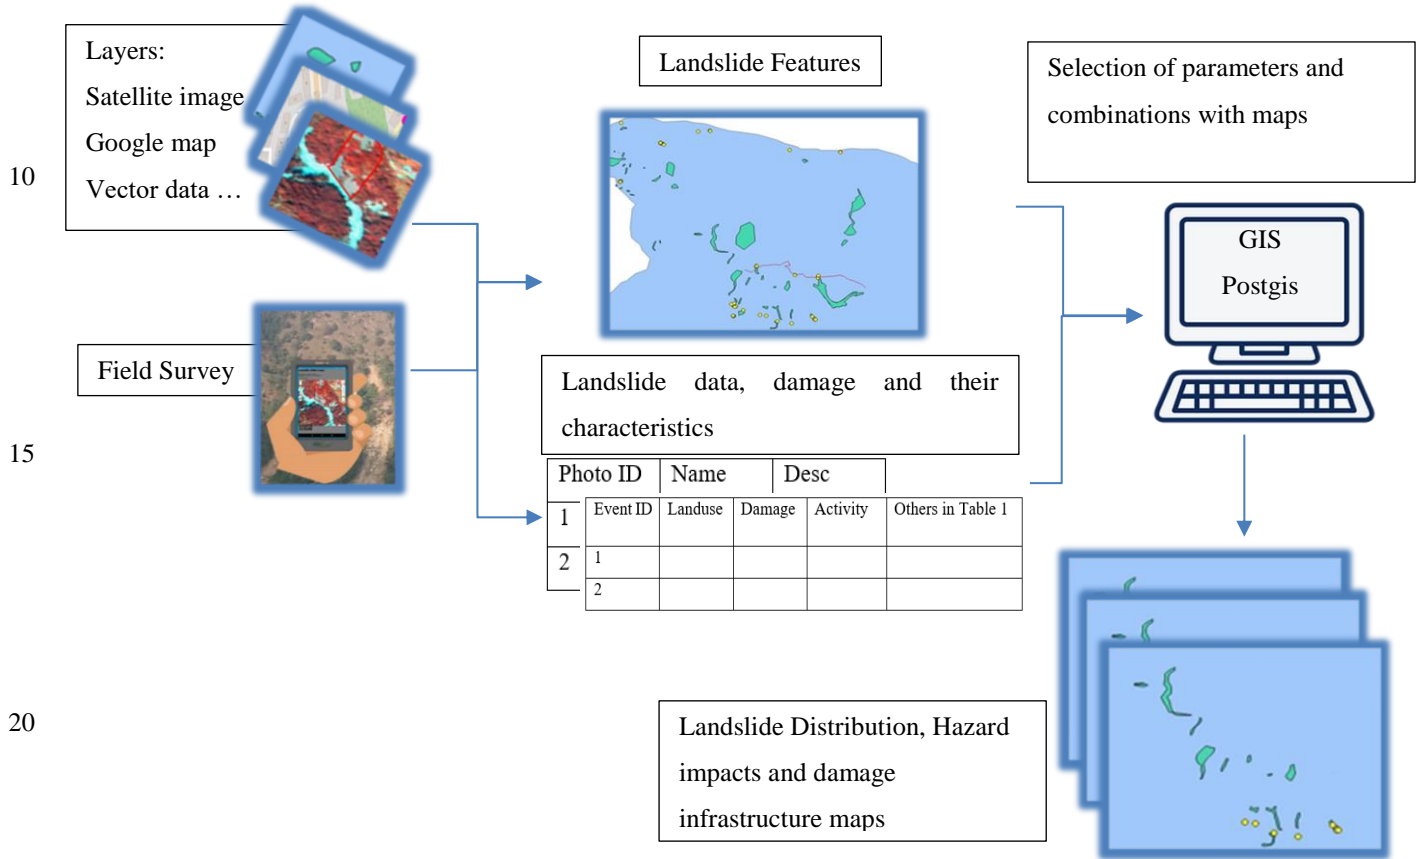 Layers:
Satellite image
Google map
Vector data …
10
Field Survey
15
20
Landslide Features
Landslide data, damage and their
characteristics
Photo ID Name Desc
1
2
Event ID Landuse Damage Activity Others in Table 1
1
2
Selection of parameters and
combinations with maps
GIS
Postgis
Landslide Distribution, Hazard
impacts and damage
infrastructure maps